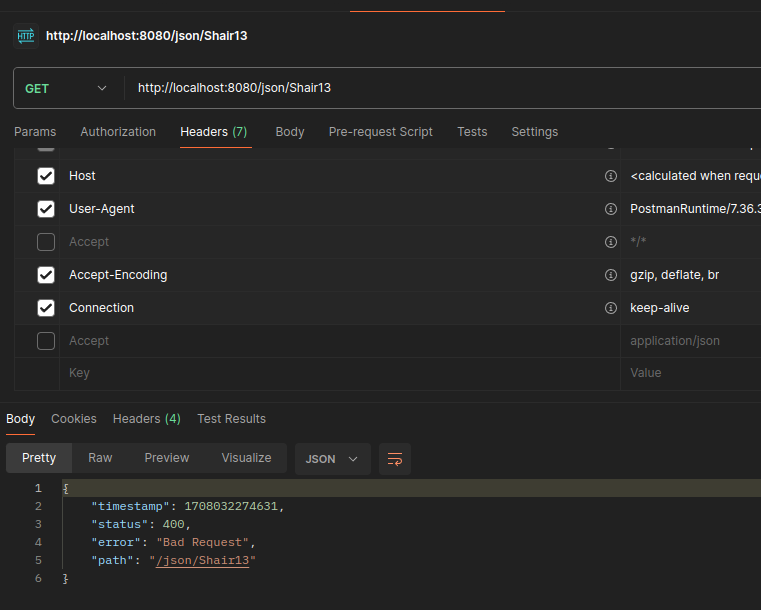 HTTP http://localhost:8080/json/Shair13
GET http://localhost:8080/json/Shair13
Params Authorization Headers (7) Body Pre-request Script Tests Settings
Host <calculated when requ
User-Agent PostmanRuntime/7.36.3
Accept */*
Accept-Encoding gzip, deflate, br
Connection keep-alive
Accept application/json
Key Value
Body Cookies Headers (4) Test Results
Pretty Raw Preview Visualize JSON
1 {
2 "timestamp": 1708032274631,
3 "status": 400,
4 "error": "Bad Request",
5 "path": "/json/Shair13"
6 }